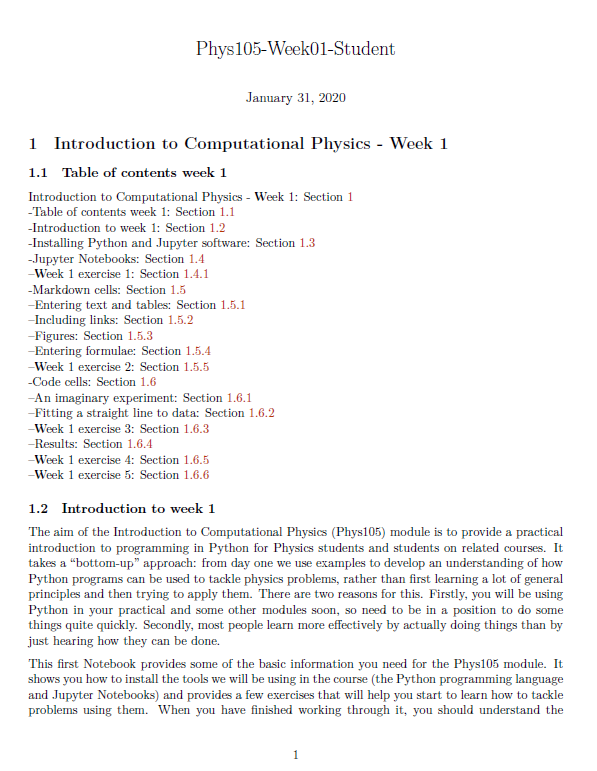 Phys105-Week01-Student
January 31, 2020
1 Introduction to Computational Physics - Week 1
1.1 Table of contents week 1
Introduction to Computational Physics - Week 1: Section 1
-Table of contents week 1: Section 1.1
-Introduction to week 1: Section 1.2
-Installing Python and Jupyter software: Section 1.3
-Jupyter Notebooks: Section 1.4
–Week 1 exercise 1: Section 1.4.1
-Markdown cells: Section 1.5
–Entering text and tables: Section 1.5.1
–Including links: Section 1.5.2
–Figures: Section 1.5.3
–Entering formulae: Section 1.5.4
–Week 1 exercise 2: Section 1.5.5
-Code cells: Section 1.6
–An imaginary experiment: Section 1.6.1
–Fitting a straight line to data: Section 1.6.2
–Week 1 exercise 3: Section 1.6.3
–Results: Section 1.6.4
–Week 1 exercise 4: Section 1.6.5
–Week 1 exercise 5: Section 1.6.6
1.2 Introduction to week 1
The aim of the Introduction to Computational Physics (Phys105) module is to provide a practical
introduction to programming in Python for Physics students and students on related courses. It
takes a “bottom-up” approach: from day one we use examples to develop an understanding of how
Python programs can be used to tackle physics problems, rather than first learning a lot of general
principles and then trying to apply them. There are two reasons for this. Firstly, you will be using
Python in your practical and some other modules soon, so need to be in a position to do some
things quite quickly. Secondly, most people learn more effectively by actually doing things than by
just hearing how they can be done.
This first Notebook provides some of the basic information you need for the Phys105 module. It
shows you how to install the tools we will be using in the course (the Python programming language
and Jupyter Notebooks) and provides a few exercises that will help you start to learn how to tackle
problems using them. When you have finished working through it, you should understand the
1